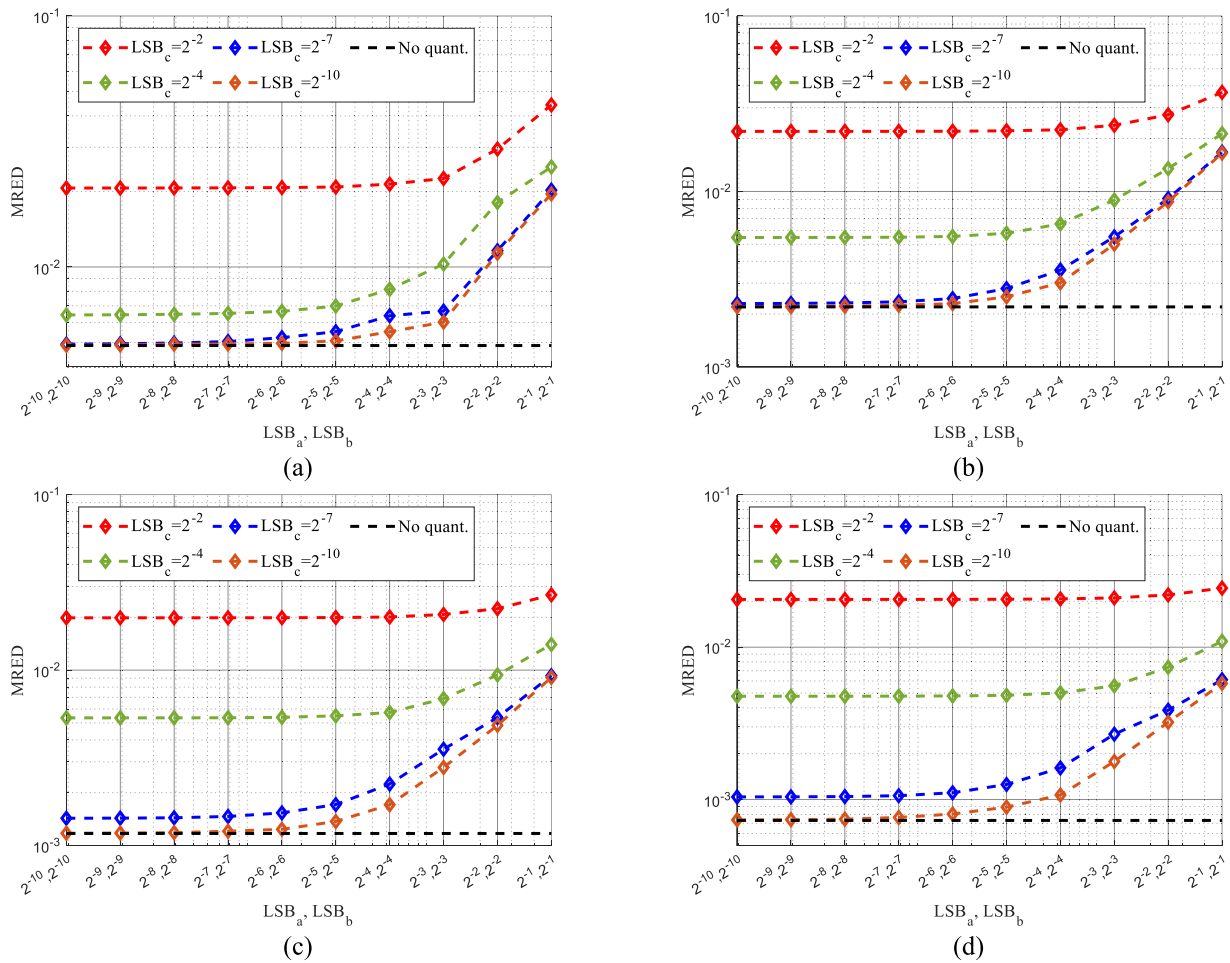 10^-1
LSB_c=2^-2 LSB_c=2^-7 No quant.
LSB_c=2^-4 LSB_c=2^-10
MRED
10^-2
2^-10,2^-10 2^-9,2^-9 2^-8,2^-8 2^-7,2^-7 2^-6,2^-6 2^-5,2^-5 2^-4,2^-4 2^-3,2^-3 2^-2,2^-2 2^-1,2^-1
LSB_a, LSB_b
(a)
10^-1
LSB_c=2^-2 LSB_c=2^-7 No quant.
LSB_c=2^-4 LSB_c=2^-10
MRED
10^-2
10^-3
2^-10,2^-10 2^-9,2^-9 2^-8,2^-8 2^-7,2^-7 2^-6,2^-6 2^-5,2^-5 2^-4,2^-4 2^-3,2^-3 2^-2,2^-2 2^-1,2^-1
LSB_a, LSB_b
(b)
10^-1
LSB_c=2^-2 LSB_c=2^-7 No quant.
LSB_c=2^-4 LSB_c=2^-10
MRED
10^-2
10^-3
2^-10,2^-10 2^-9,2^-9 2^-8,2^-8 2^-7,2^-7 2^-6,2^-6 2^-5,2^-5 2^-4,2^-4 2^-3,2^-3 2^-2,2^-2 2^-1,2^-1
LSB_a, LSB_b
(c)
10^-1
LSB_c=2^-2 LSB_c=2^-7 No quant.
LSB_c=2^-4 LSB_c=2^-10
MRED
10^-2
10^-3
2^-10,2^-10 2^-9,2^-9 2^-8,2^-8 2^-7,2^-7 2^-6,2^-6 2^-5,2^-5 2^-4,2^-4 2^-3,2^-3 2^-2,2^-2 2^-1,2^-1
LSB_a, LSB_b
(d)